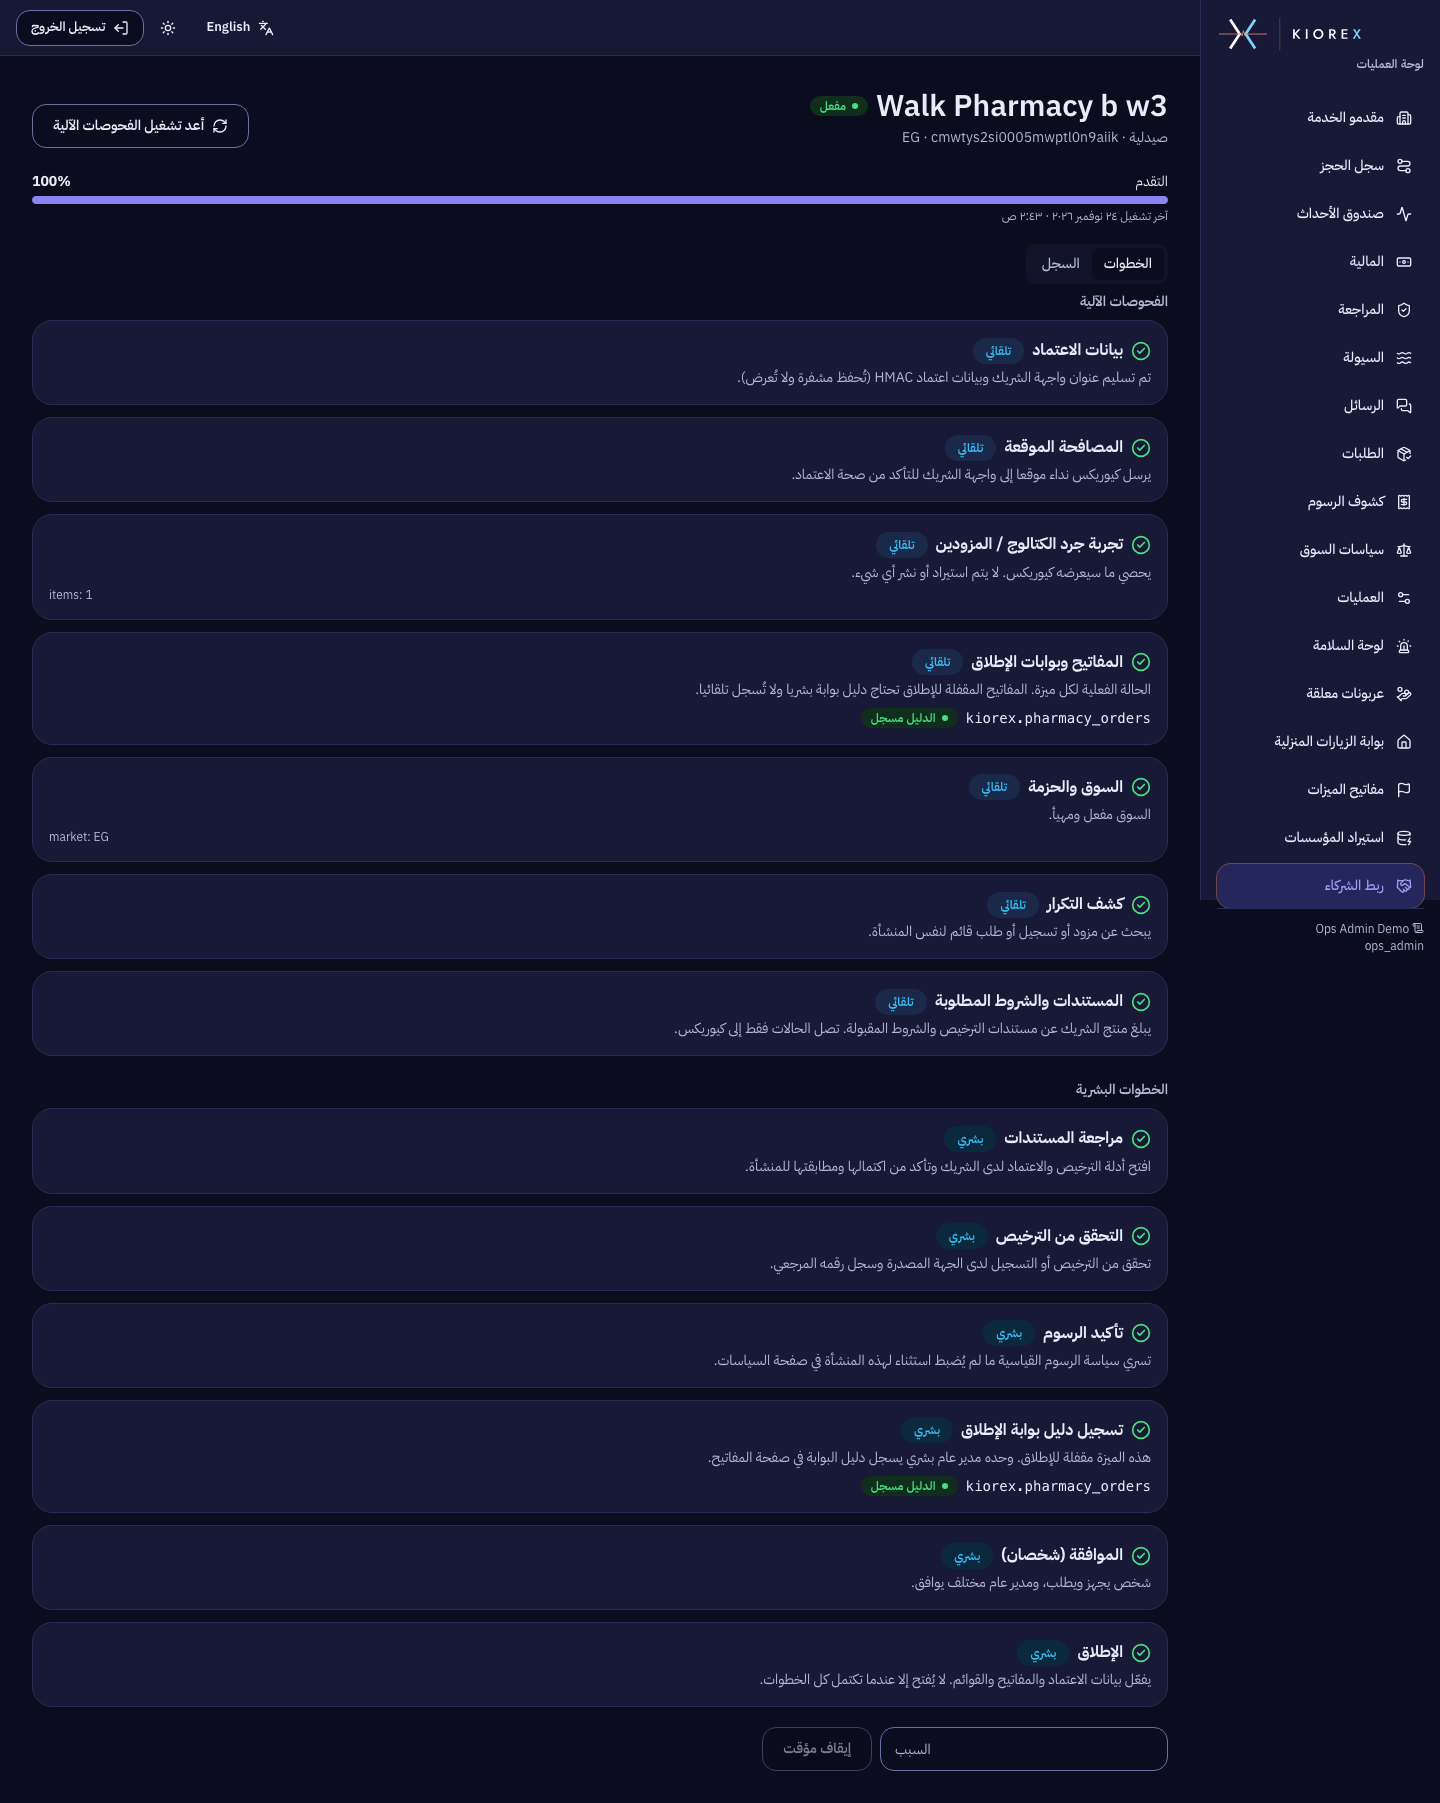 KIOREX
لوحة العمليات
مقدمو الخدمة
سجل الحجز
صندوق الأحداث
المالية
المراجعة
السيولة
الرسائل
الطلبات
كشوف الرسوم
سياسات السوق
العمليات
لوحة السلامة
عربونات معلقة
بوابة الزيارات المنزلية
مفاتيح الميزات
استيراد المؤسسات
ربط الشركاء
Ops Admin Demo
ops_admin
English
تسجيل الخروج
Walk Pharmacy b w3 مفعل
صيدلية · EG · cmwtys2si0005mwptl0n9aiik
أعد تشغيل الفحوصات الآلية
التقدم 100%
آخر تشغيل ٢٤ نوفمبر ٢٠٢٦ · ٢:٤٣ ص
الخطوات السجل
الفحوصات الآلية
بيانات الاعتماد تلقائي
تم تسليم عنوان واجهة الشريك وبيانات اعتماد HMAC (تُحفظ مشفرة ولا تُعرض).
المصافحة الموقعة تلقائي
يرسل كيوريكس نداء موقعا إلى واجهة الشريك للتأكد من صحة الاعتماد.
تجربة جرد الكتالوج / المزودين تلقائي
يحصي ما سيعرضه كيوريكس. لا يتم استيراد أو نشر أي شيء.
items: 1
المفاتيح وبوابات الإطلاق تلقائي
الحالة الفعلية لكل ميزة. المفاتيح المقفلة للإطلاق تحتاج دليل بوابة بشريا ولا تُسجل تلقائيا.
kiorex.pharmacy_orders الدليل مسجل
السوق والحزمة تلقائي
السوق مفعل ومهيأ.
market: EG
كشف التكرار تلقائي
يبحث عن مزود أو تسجيل أو طلب قائم لنفس المنشأة.
المستندات والشروط المطلوبة تلقائي
يبلغ منتج الشريك عن مستندات الترخيص والشروط المقبولة. تصل الحالات فقط إلى كيوريكس.
الخطوات البشرية
مراجعة المستندات بشري
افتح أدلة الترخيص والاعتماد لدى الشريك وتأكد من اكتمالها ومطابقتها للمنشأة.
التحقق من الترخيص بشري
تحقق من الترخيص أو التسجيل لدى الجهة المصدرة وسجل رقمه المرجعي.
تأكيد الرسوم بشري
تسري سياسة الرسوم القياسية ما لم يُضبط استثناء لهذه المنشأة في صفحة السياسات.
تسجيل دليل بوابة الإطلاق بشري
هذه الميزة مقفلة للإطلاق. وحده مدير عام بشري يسجل دليل البوابة في صفحة المفاتيح.
kiorex.pharmacy_orders الدليل مسجل
الموافقة (شخصان) بشري
شخص يجهز ويطلب، ومدير عام مختلف يوافق.
الإطلاق بشري
يفعّل بيانات الاعتماد والمفاتيح والقوائم. لا يُفتح إلا عندما تكتمل كل الخطوات.
السبب إيقاف مؤقت